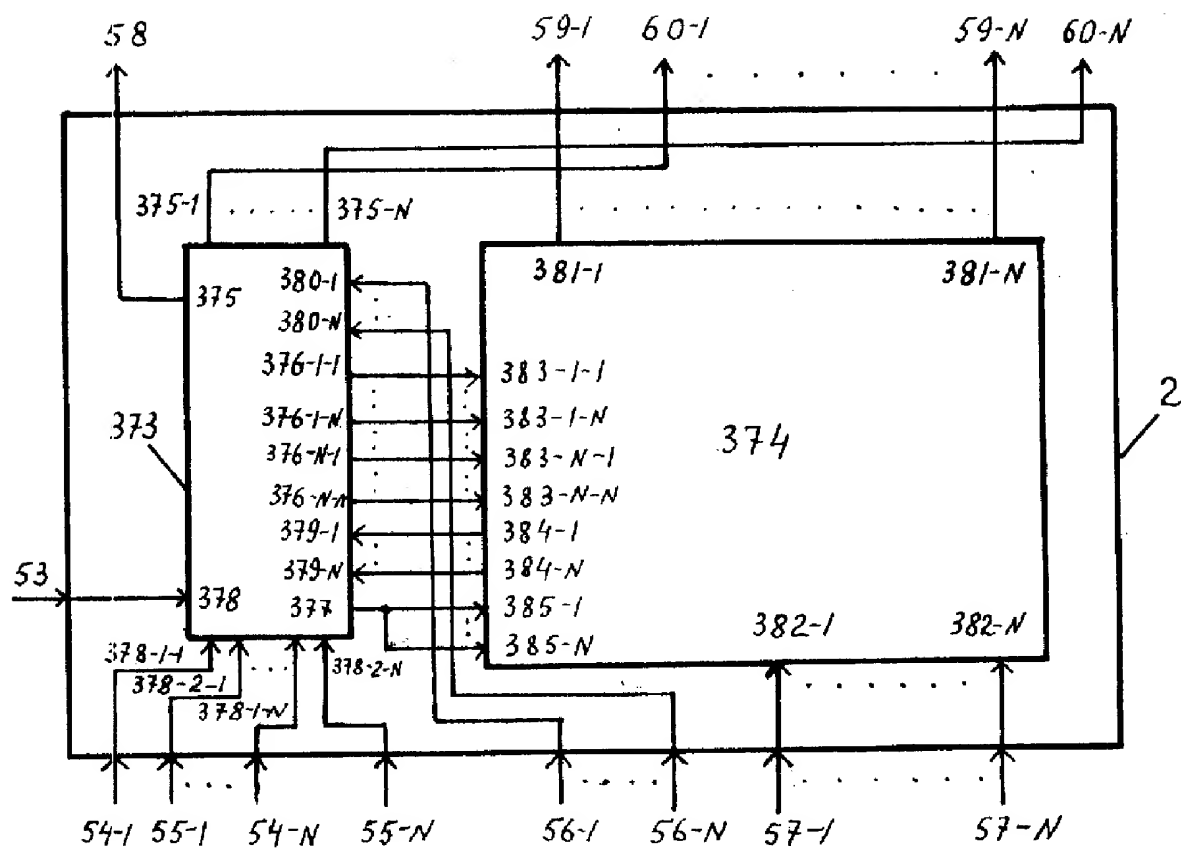 58 59-1 60-1 59-N 60-N
375-1 375-N
375 380-1 381-1 381-N
380-N
376-1-1 383-1-1
373 376-1-N 383-1-N 374 2
376-N-1 383-N-1
376-N-N 383-N-N
379-1 384-1
53 379-N 384-N
378 377 385-1 382-1 382-N
385-N
378-1-1 378-2-N
378-2-1
378-1-N
54-1 55-1 54-N 55-N 56-1 56-N 57-1 57-N